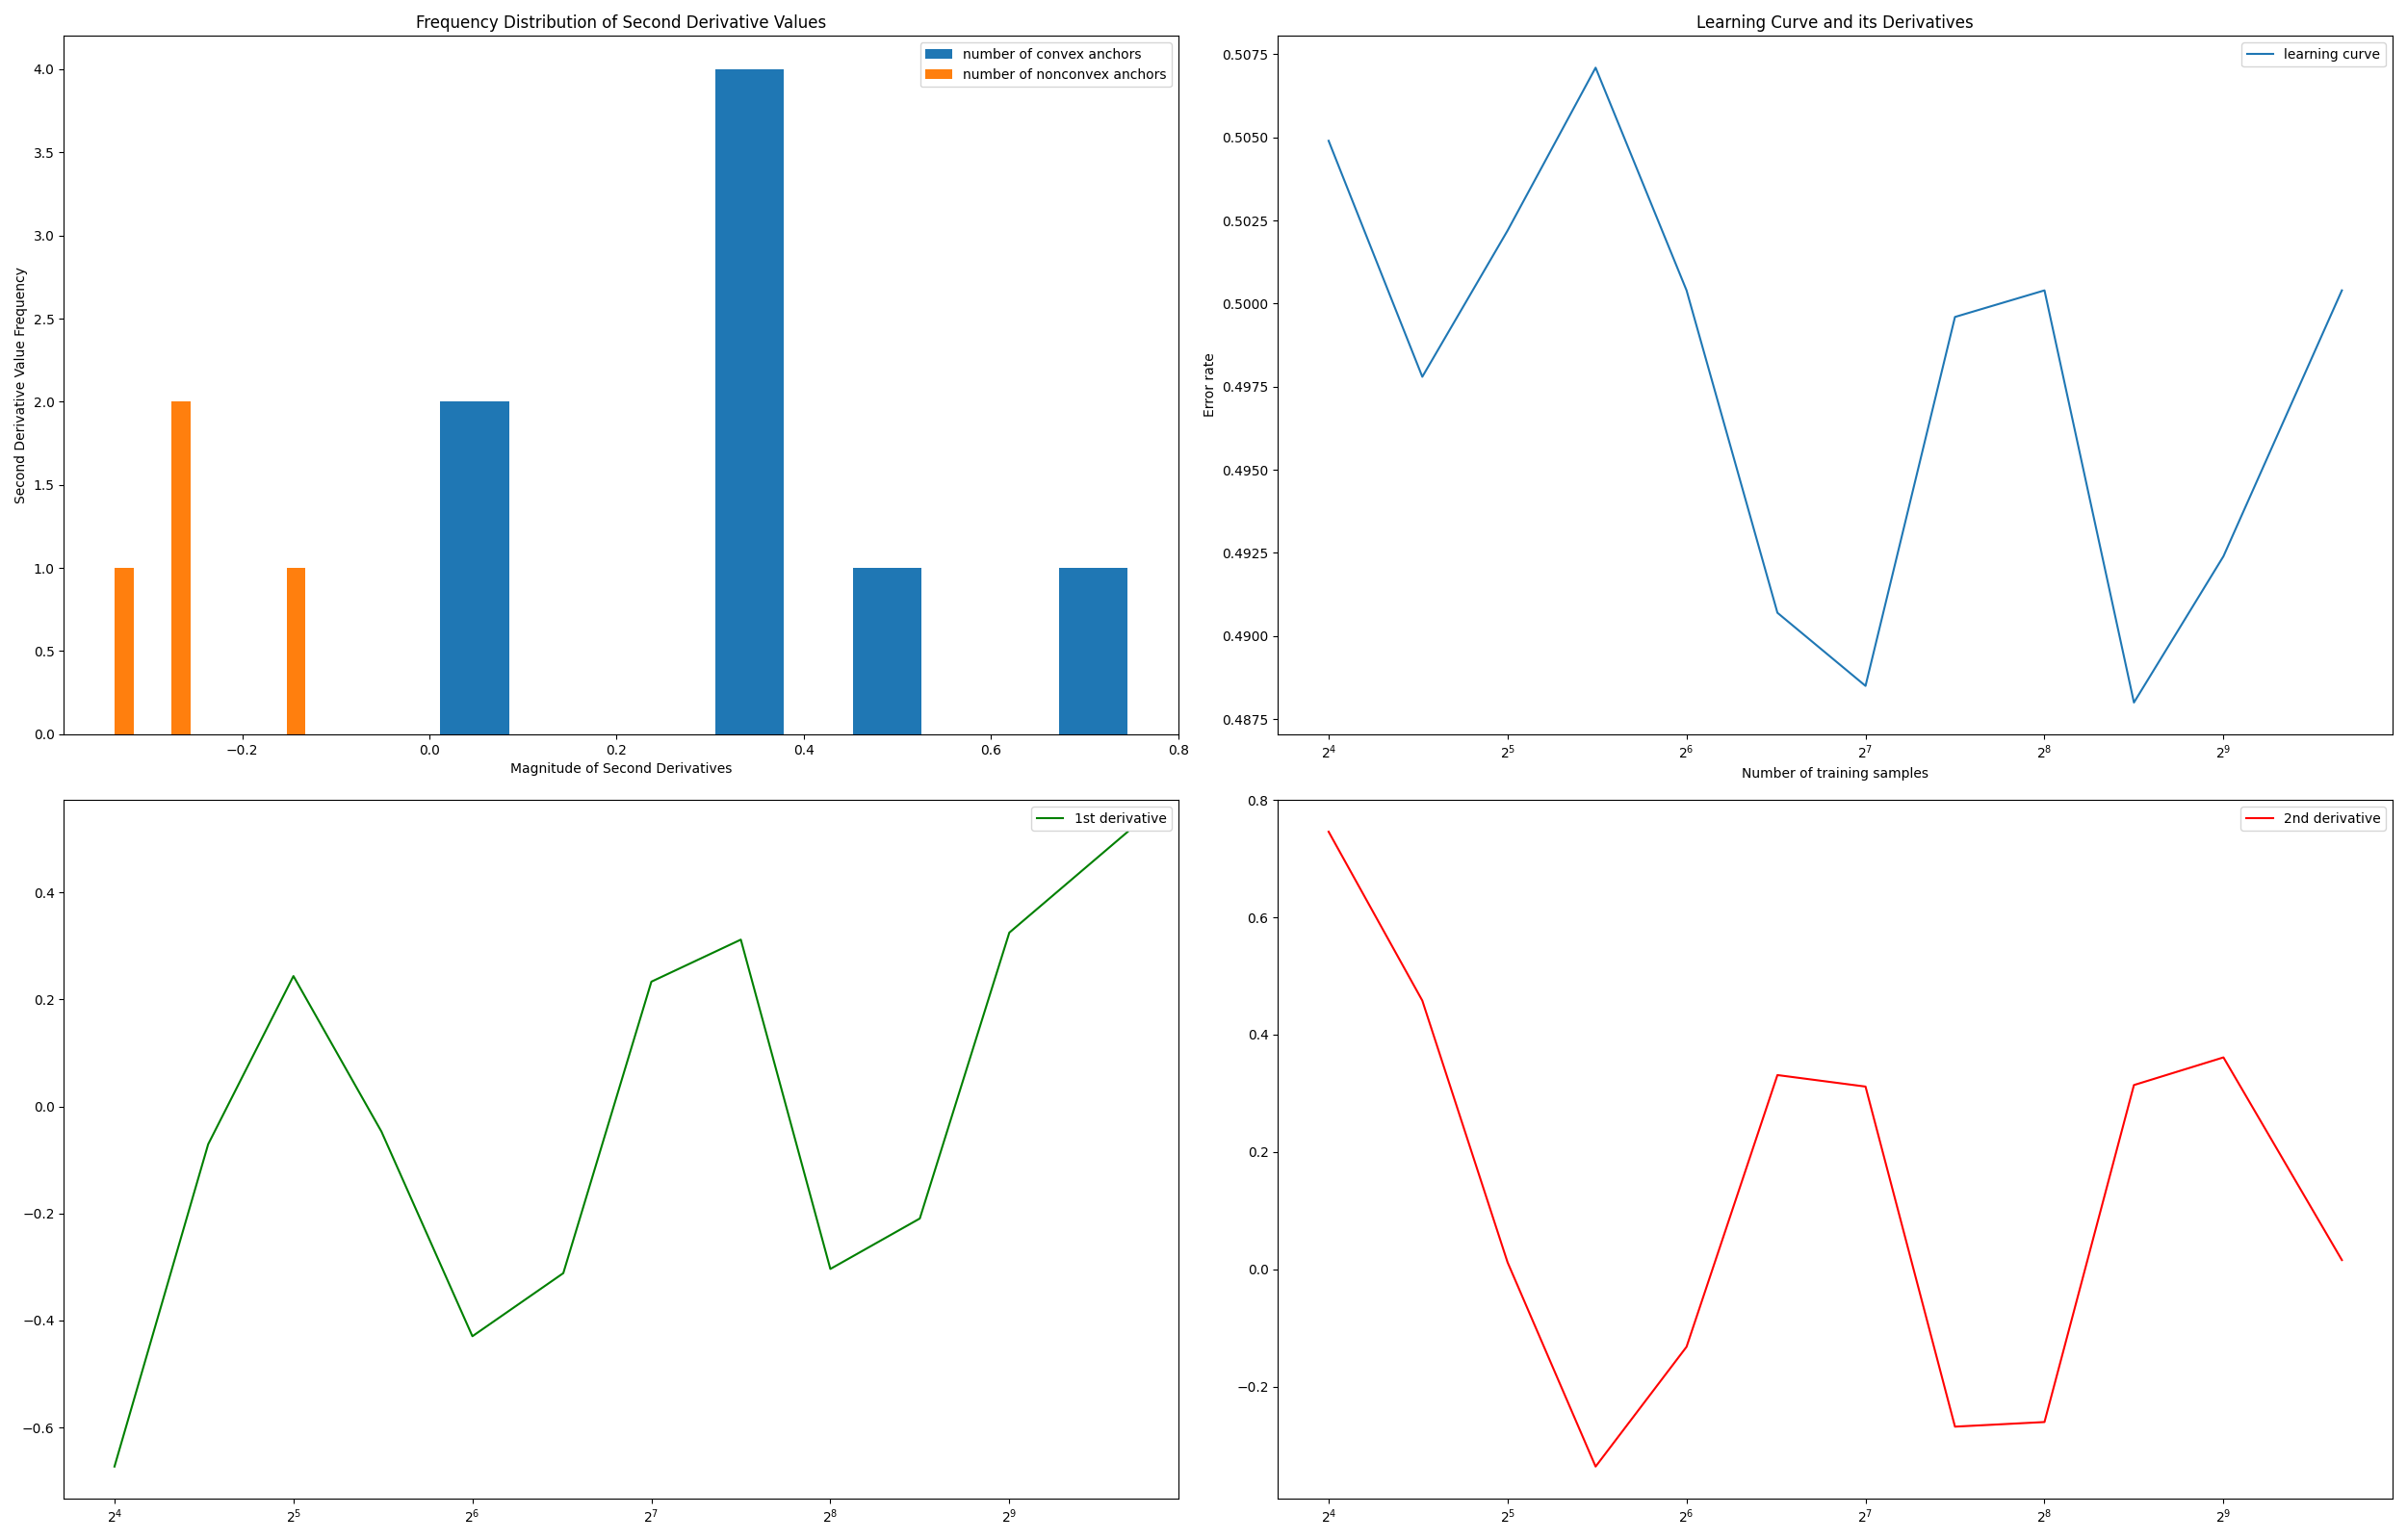 Frequency Distribution of Second Derivative Values
number of convex anchors
number of nonconvex anchors
Second Derivative Value Frequency
4.0
3.5
3.0
2.5
2.0
1.5
1.0
0.5
0.0
−0.2 0.0 0.2 0.4 0.6 0.8
Magnitude of Second Derivatives
Learning Curve and its Derivatives
learning curve
Error rate
0.5075
0.5050
0.5025
0.5000
0.4975
0.4950
0.4925
0.4900
0.4875
2⁴ 2⁵ 2⁶ 2⁷ 2⁸ 2⁹
Number of training samples
1st derivative
0.4
0.2
0.0
−0.2
−0.4
−0.6
2⁴ 2⁵ 2⁶ 2⁷ 2⁸ 2⁹
2nd derivative
0.8
0.6
0.4
0.2
0.0
−0.2
2⁴ 2⁵ 2⁶ 2⁷ 2⁸ 2⁹